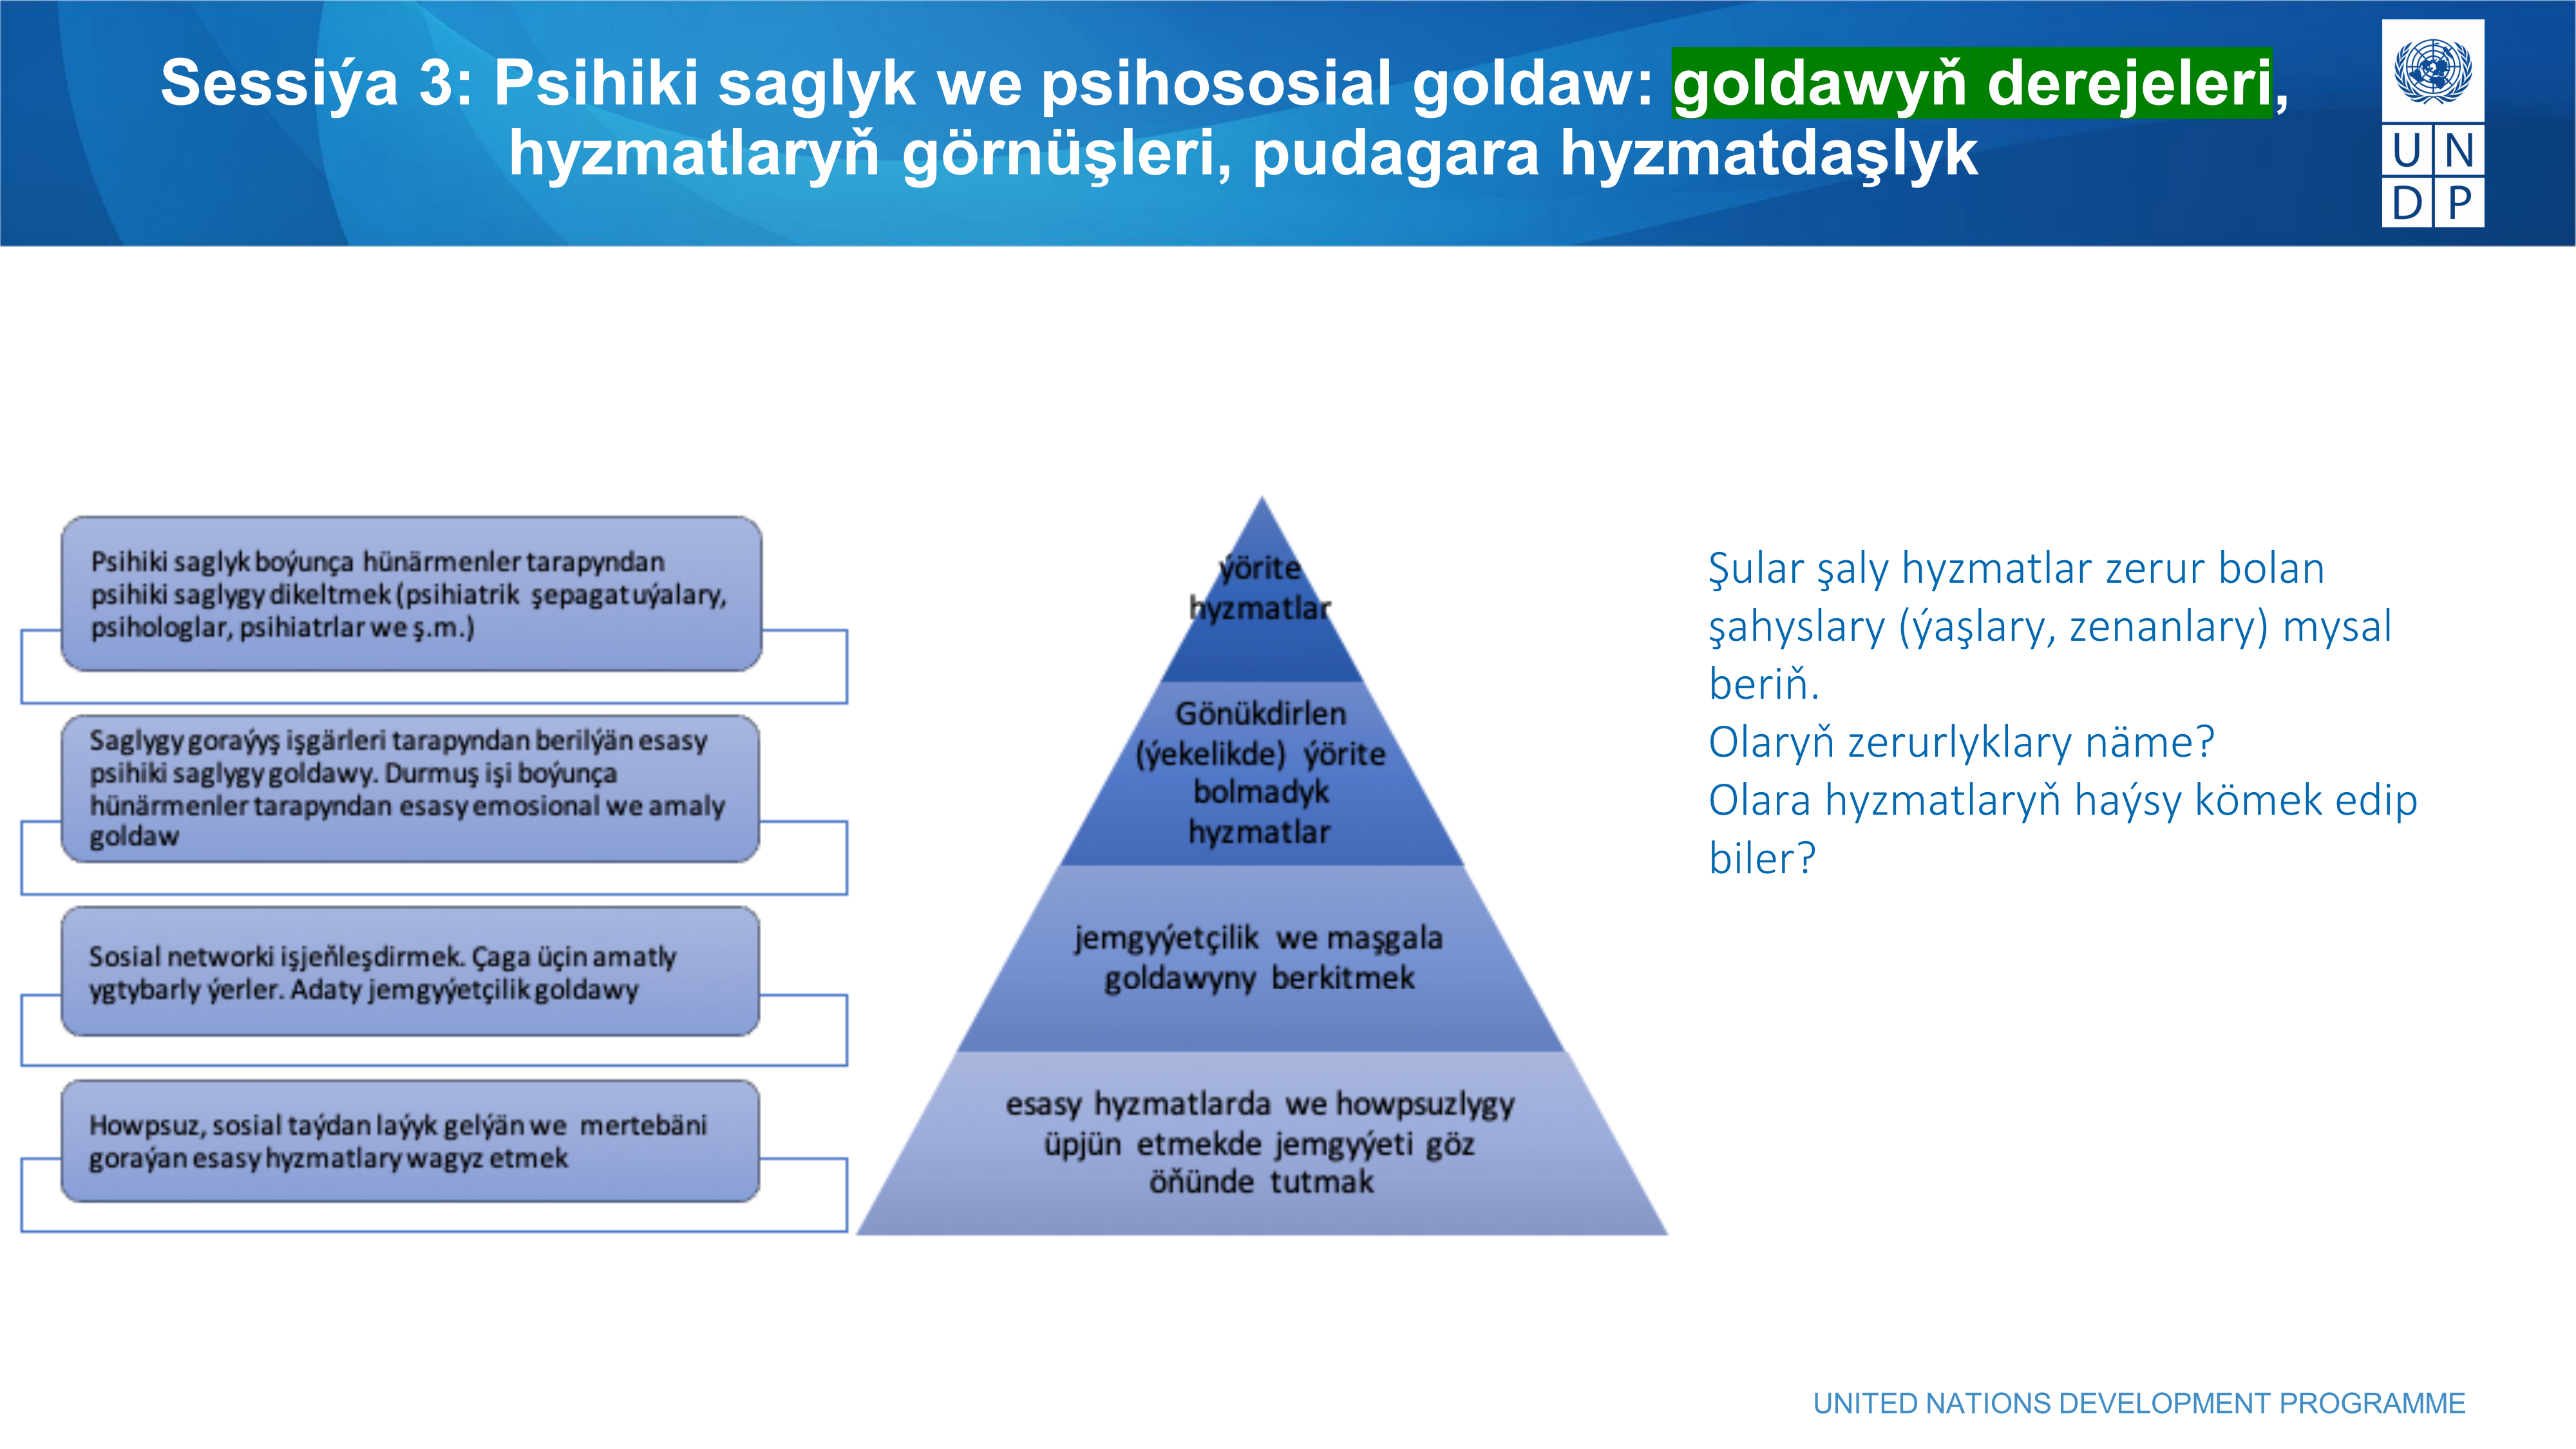 Sessiýa 3: Psihiki saglyk we psihososial goldaw: goldawyň derejeleri,
hyzmatlaryň görnüşleri, pudagara hyzmatdaşlyk
UN
DP
Psihiki saglyk boýunça hünärmenler tarapyndan
psihiki saglygy dikeltmek (psihiatrik şepagat uýalary,
psihologlar, psihiatrlar we ş.m.)
Saglygy goraýyş işgärleri tarapyndan berilýän esasy
psihiki saglygy goldawy. Durmuş işi boýunça
hünärmenler tarapyndan esasy emosional we amaly
goldaw
Sosial networki işjeňleşdirmek. Çaga üçin amatly
ygtybarly ýerler. Adaty jemgyýetçilik goldawy
Howpsuz, sosial taýdan laýyk gelýän we mertebäni
goraýan esasy hyzmatlary wagyz etmek
ýörite
hyzmatlar
Gönükdirlen
(ýekelikde) ýörite
bolmadyk
hyzmatlar
jemgyýetçilik we maşgala
goldawyny berkitmek
esasy hyzmatlarda we howpsuzlygy
üpjün etmekde jemgyýeti göz
öňünde tutmak
Şular şaly hyzmatlar zerur bolan
şahyslary (ýaşlary, zenanlary) mysal
beriň.
Olaryň zerurlyklary näme?
Olara hyzmatlaryň haýsy kömek edip
biler?
UNITED NATIONS DEVELOPMENT PROGRAMME